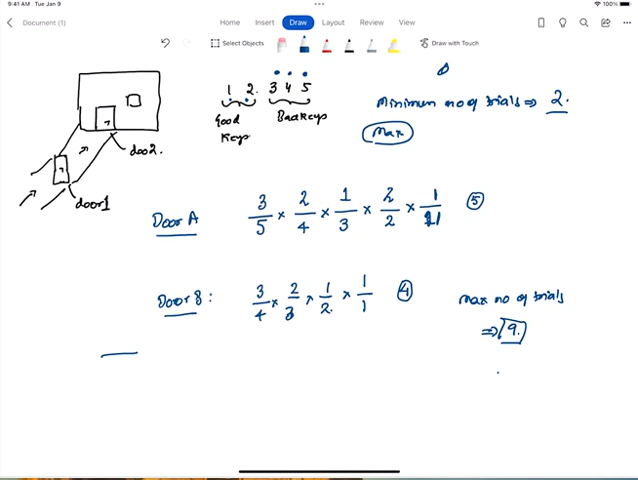 9:41 AM Tue Jan 9
100%
Document (1)
Home Insert Draw Layout Review View
Select Objects
Draw with Touch
1 2. 3 4 5
Good Keys
Bad Keys
Minimum no of trials ⇒ 2.
Max
doo2.
door1
Door A 3/5 × 2/4 × 1/3 × 2/2 × 1/1 ⑤
Door B: 3/4 × 2/3 × 1/2. × 1/1 ④
Max no of trials
⇒ 9.